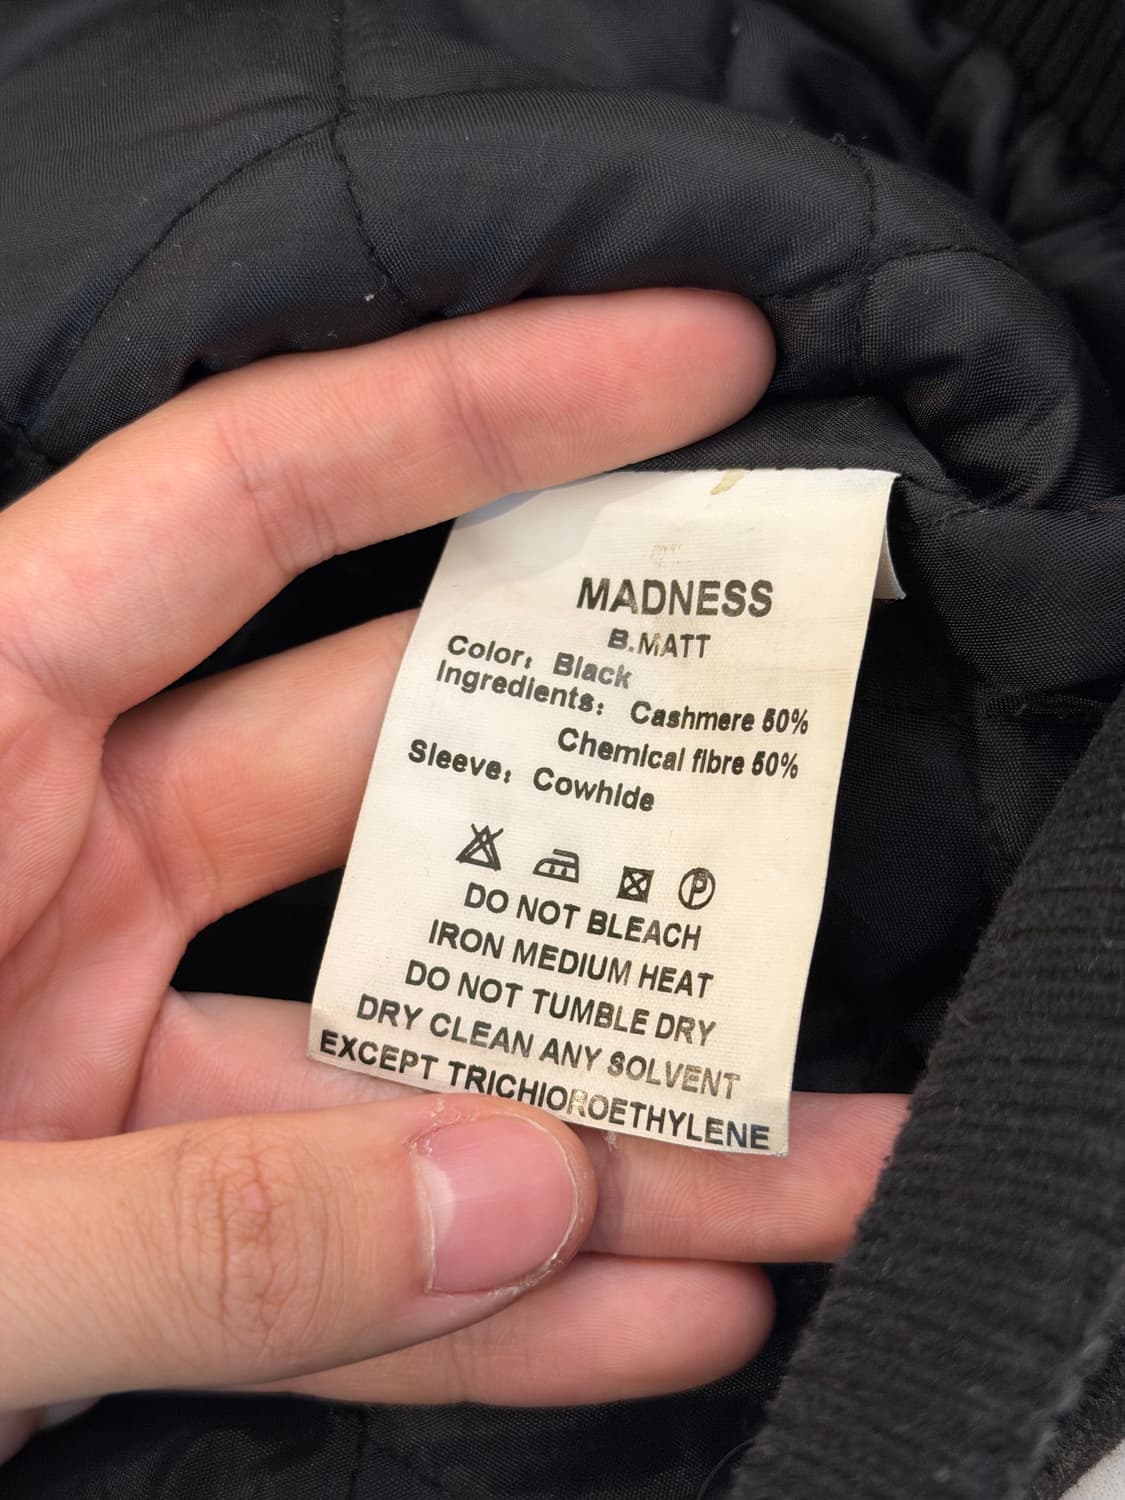 MADNESS
B.MATT
Color: Black
Ingredients: Cashmere 50%
Chemical fibre 50%
Sleeve: Cowhide
P
DO NOT BLEACH
IRON MEDIUM HEAT
DO NOT TUMBLE DRY
DRY CLEAN ANY SOLVENT
EXCEPT TRICHIOROETHYLENE